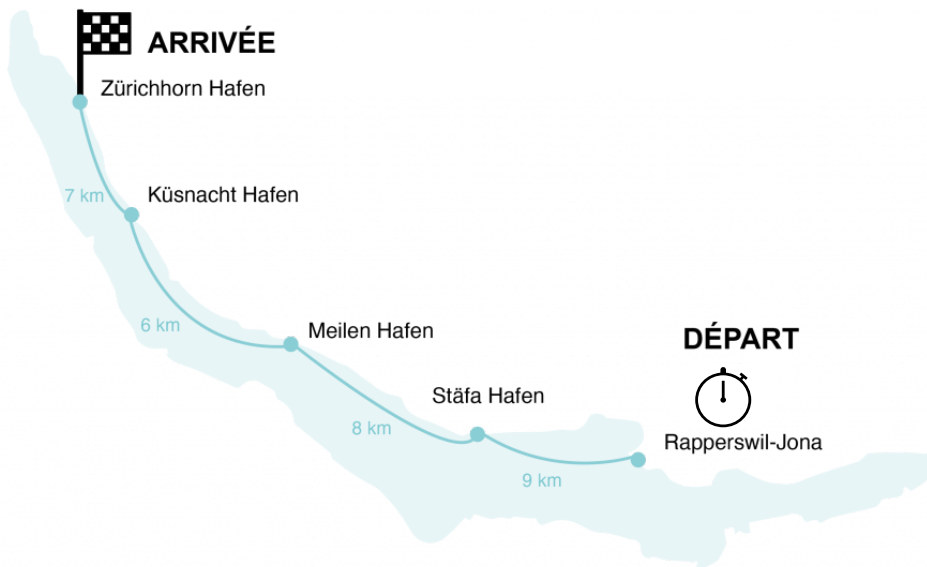 ARRIVÉE
Zürichhorn Hafen
7 km
Küsnacht Hafen
6 km
Meilen Hafen
DÉPART
Stäfa Hafen
8 km
Rapperswil-Jona
9 km